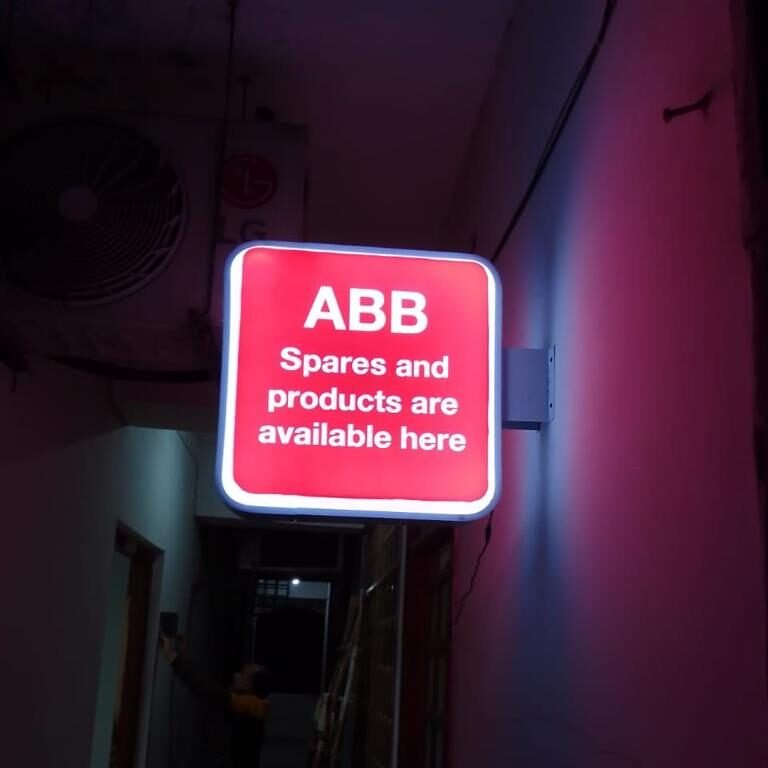 LG
ABB
Spares and
products are
available here